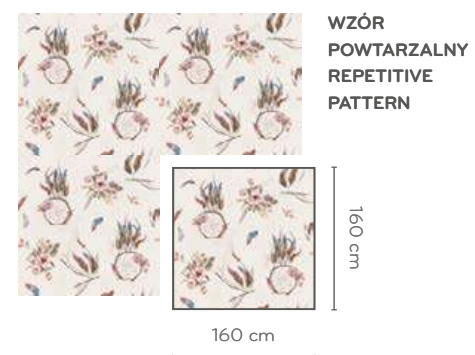 WZÓR
POWTARZALNY
REPETITIVE
PATTERN
160 cm
160 cm